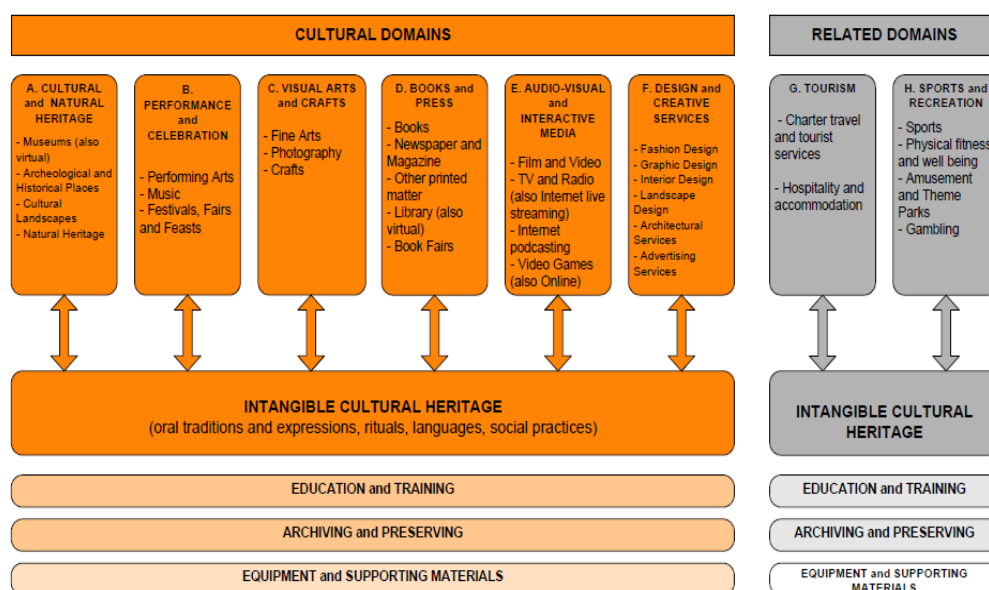 CULTURAL DOMAINS
A. CULTURAL
and NATURAL
HERITAGE
- Museums (also
virtual)
- Archeological and
Historical Places
- Cultural
Landscapes
- Natural Heritage
B.
PERFORMANCE
and
CELEBRATION
- Performing Arts
- Music
- Festivals, Fairs
and Feasts
C. VISUAL ARTS
and CRAFTS
- Fine Arts
- Photography
- Crafts
D. BOOKS and
PRESS
- Books
- Newspaper and
Magazine
- Other printed
matter
- Library (also
virtual)
- Book Fairs
E. AUDIO-VISUAL
and
INTERACTIVE
MEDIA
- Film and Video
- TV and Radio
(also Internet live
streaming)
- Internet
podcasting
- Video Games
(also Online)
F. DESIGN and
CREATIVE
SERVICES
- Fashion Design
- Graphic Design
- Interior Design
- Landscape
Design
- Architectural
Services
- Advertising
Services
INTANGIBLE CULTURAL HERITAGE
(oral traditions and expressions, rituals, languages, social practices)
EDUCATION and TRAINING
ARCHIVING and PRESERVING
EQUIPMENT and SUPPORTING MATERIALS
RELATED DOMAINS
G. TOURISM
- Charter travel
and tourist
services
- Hospitality and
accommodation
H. SPORTS and
RECREATION
- Sports
- Physical fitness
and well being
- Amusement
and Theme
Parks
- Gambling
INTANGIBLE CULTURAL
HERITAGE
EDUCATION and TRAINING
ARCHIVING and PRESERVING
EQUIPMENT and SUPPORTING
MATERIALS